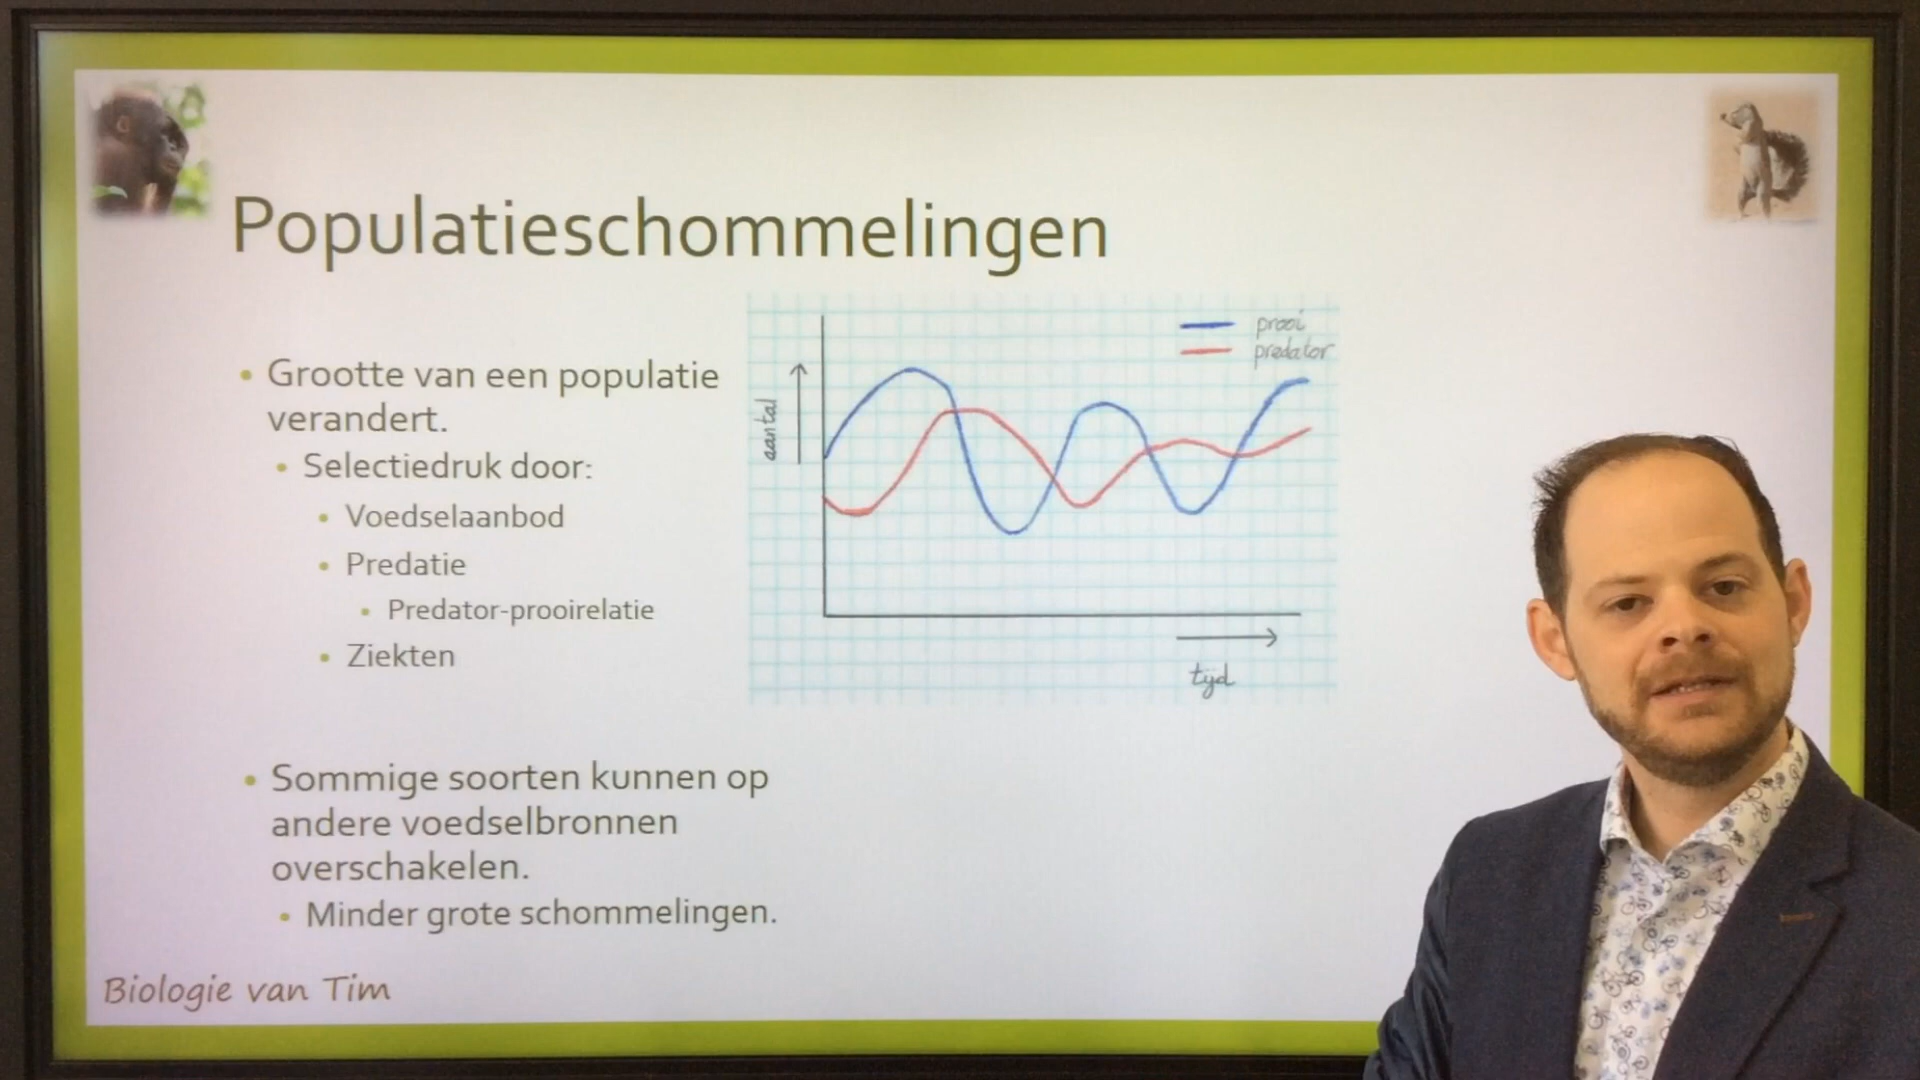 Populatieschommelingen
• Grootte van een populatie
verandert.
• Selectiedruk door:
• Voedselaanbod
• Predatie
• Predator-prooirelatie
• Ziekten
• Sommige soorten kunnen op
andere voedselbronnen
overschakelen.
• Minder grote schommelingen.
prooi
predator
aantal
tijd
Biologie van Tim